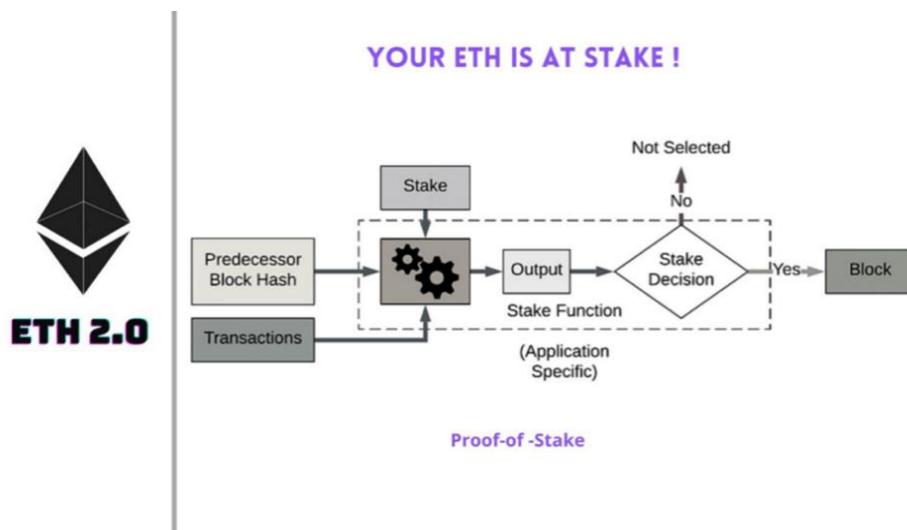 YOUR ETH IS AT STAKE !
ETH 2.0
Not Selected
No
Stake
Predecessor
Block Hash
Output
Stake
Decision
Yes
Block
Stake Function
Transactions
(Application
Specific)
Proof-of -Stake